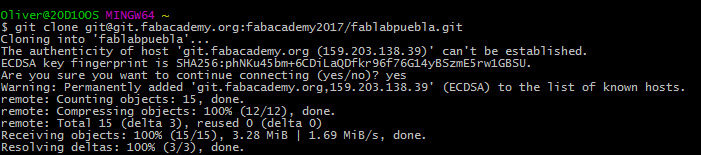 Oliver@20D10OS MINGW64 ~
$ git clone git@git.fabacademy.org:fabacademy2017/fablabpuebla.git
Cloning into 'fablabpuebla'...
The authenticity of host 'git.fabacademy.org (159.203.138.39)' can't be established.
ECDSA key fingerprint is SHA256:phNKu45bm+6CDiLaQDfkr96f76G14yBSzmE5rw1GBSU.
Are you sure you want to continue connecting (yes/no)? yes
Warning: Permanently added 'git.fabacademy.org,159.203.138.39' (ECDSA) to the list of known hosts.
remote: Counting objects: 15, done.
remote: Compressing objects: 100% (12/12), done.
remote: Total 15 (delta 3), reused 0 (delta 0)
Receiving objects: 100% (15/15), 3.28 MiB | 1.69 MiB/s, done.
Resolving deltas: 100% (3/3), done.